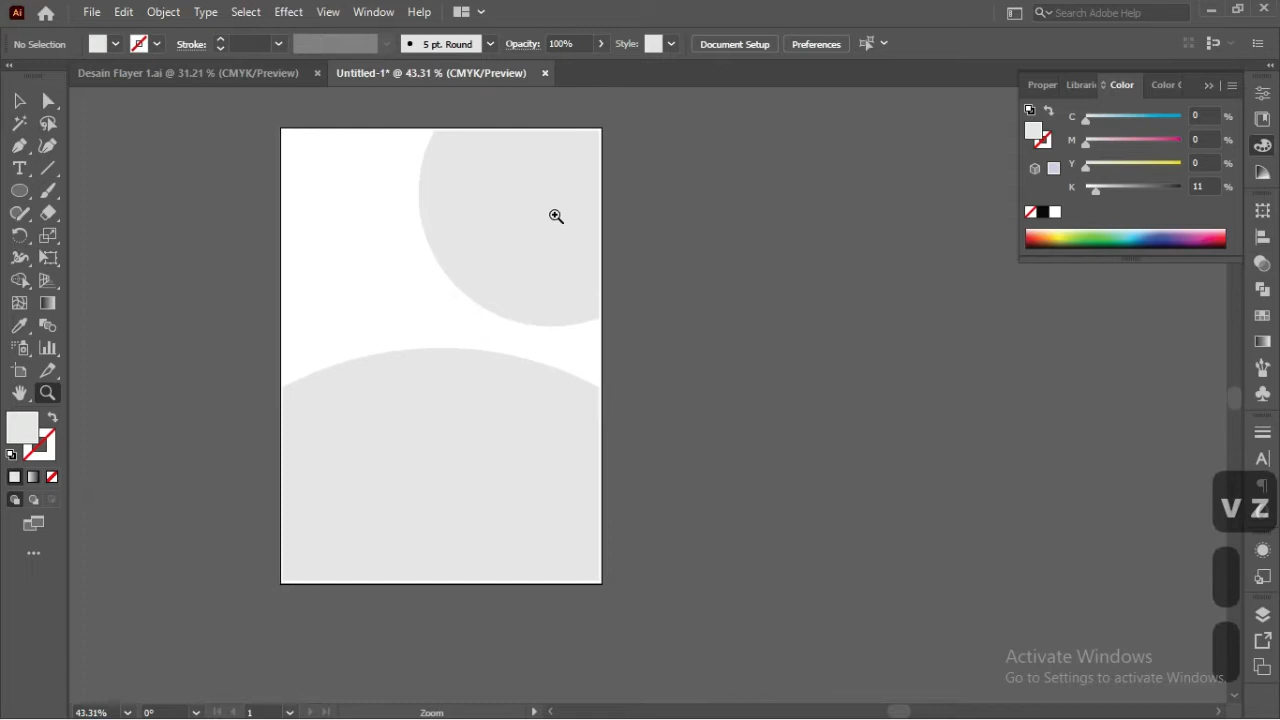 Ai File Edit Object Type Select Effect View Window Help Search Adobe Help
No Selection Stroke: 5 pt. Round Opacity: 100% Style: Document Setup Preferences
Desain Flayer 1.ai @ 31.21 % (CMYK/Preview) × Untitled-1* @ 43.31 % (CMYK/Preview) ×
Proper Librari Color Color C
C 0 %
M 0 %
Y 0 %
K 11 %
V Z
Activate Windows
Go to Settings to activate Windows.
43.31% 0° 1 Zoom